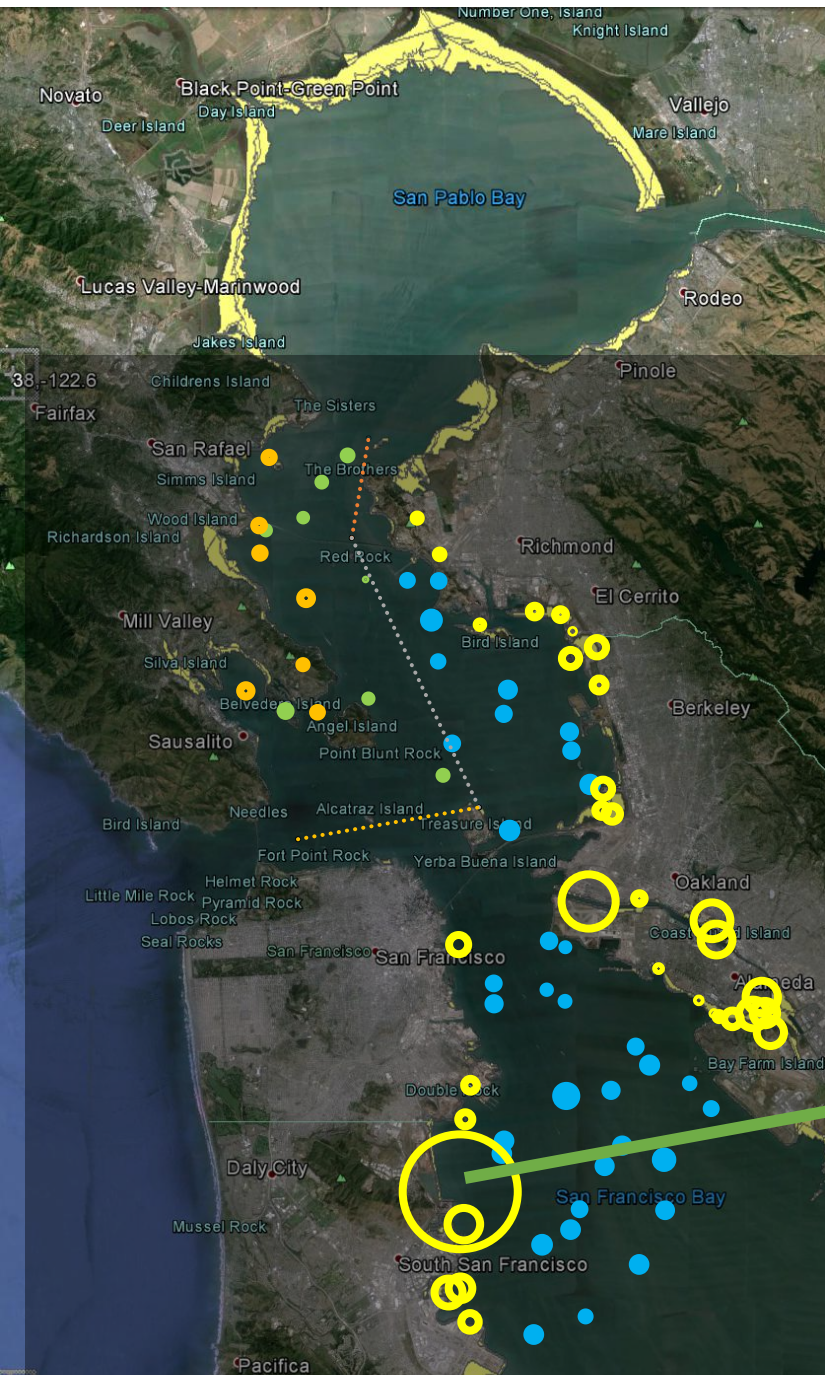 Number One, Island
Knight Island
Novato
Black Point-Green Point
Vallejo
Day Island
Deer Island
Mare Island
San Pablo Bay
Lucas Valley-Marinwood
Rodeo
Jakes Island
38,-122.6
Childrens Island
Pinole
Fairfax
The Sisters
San Rafael
The Brothers
Simms Island
Wood Island
Richardson Island
Richmond
Red Rock
El Cerrito
Mill Valley
Bird Island
Silva Island
Belvedere Island
Berkeley
Angel Island
Sausalito
Point Blunt Rock
Needles
Alcatraz Island
Bird Island
Treasure Island
Fort Point Rock
Yerba Buena Island
Helmet Rock
Oakland
Little Mile Rock
Pyramid Rock
Lobos Rock
Coast Guard Island
Seal Rocks
San Francisco
San Francisco
Alameda
Bay Farm Island
Double Rock
Daly City
San Francisco Bay
Mussel Rock
South San Francisco
Pacifica